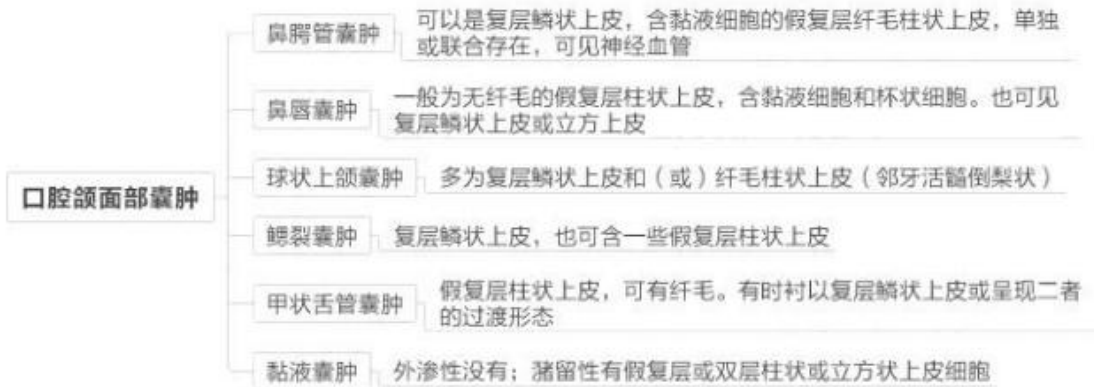 口腔颌面部囊肿
鼻腭管囊肿
可以是复层鳞状上皮，含黏液细胞的假复层纤毛柱状上皮，单独
或联合存在，可见神经血管
鼻唇囊肿
一般为无纤毛的假复层柱状上皮，含黏液细胞和杯状细胞。也可见
复层鳞状上皮或立方上皮
球状上颌囊肿
多为复层鳞状上皮和（或）纤毛柱状上皮（邻牙活髓倒梨状）
鳃裂囊肿
复层鳞状上皮，也可含一些假复层柱状上皮
甲状舌管囊肿
假复层柱状上皮，可有纤毛。有时衬以复层鳞状上皮或呈现二者
的过渡形态
黏液囊肿
外渗性没有；潴留性有假复层或双层柱状或立方状上皮细胞